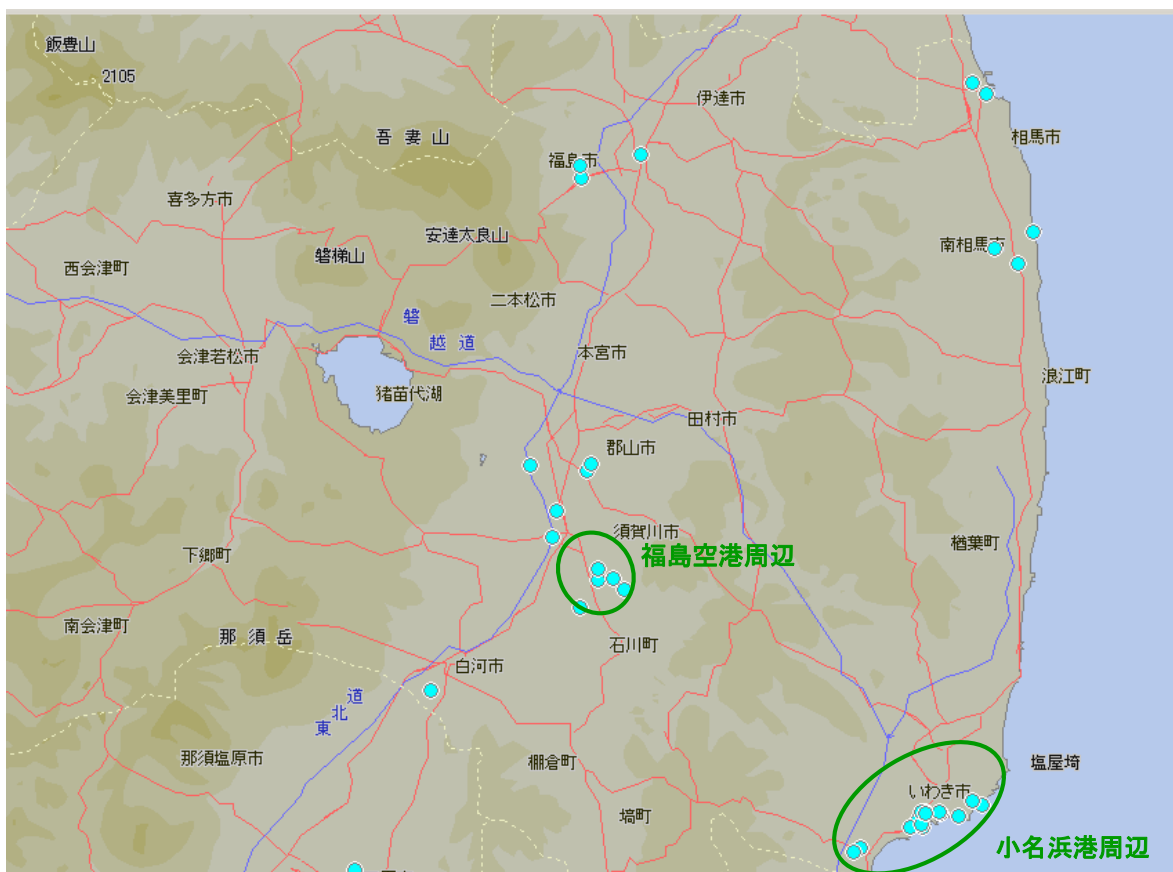 飯豊山
2105
伊達市
吾妻山
相馬市
福島市
喜多方市
安達太良山
南相馬市
磐梯山
西会津町
二本松市
磐
越道
本宮市
会津若松市
浪江町
会津美里町
猪苗代湖
田村市
郡山市
須賀川市
福島空港周辺
楢葉町
下郷町
南会津町
那須岳
石川町
白河市
道
北
東
那須塩原市
棚倉町
塩屋埼
いわき市
塙町
小名浜港周辺